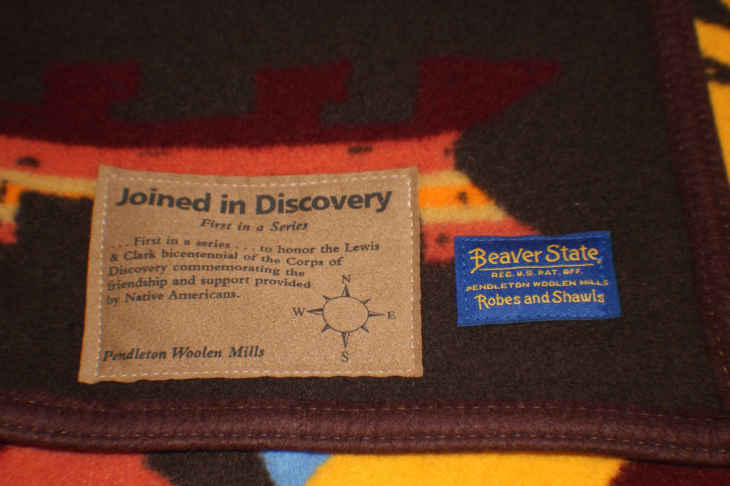 Joined in Discovery
First in a Series
. . . First in a series . . . to honor the Lewis
& Clark bicentennial of the Corps of
Discovery commemorating the
friendship and support provided
by Native Americans.
N
W E
S
Pendleton Woolen Mills
Beaver State
REG. U.S. PAT. OFF.
PENDLETON WOOLEN MILLS
Robes and Shawls